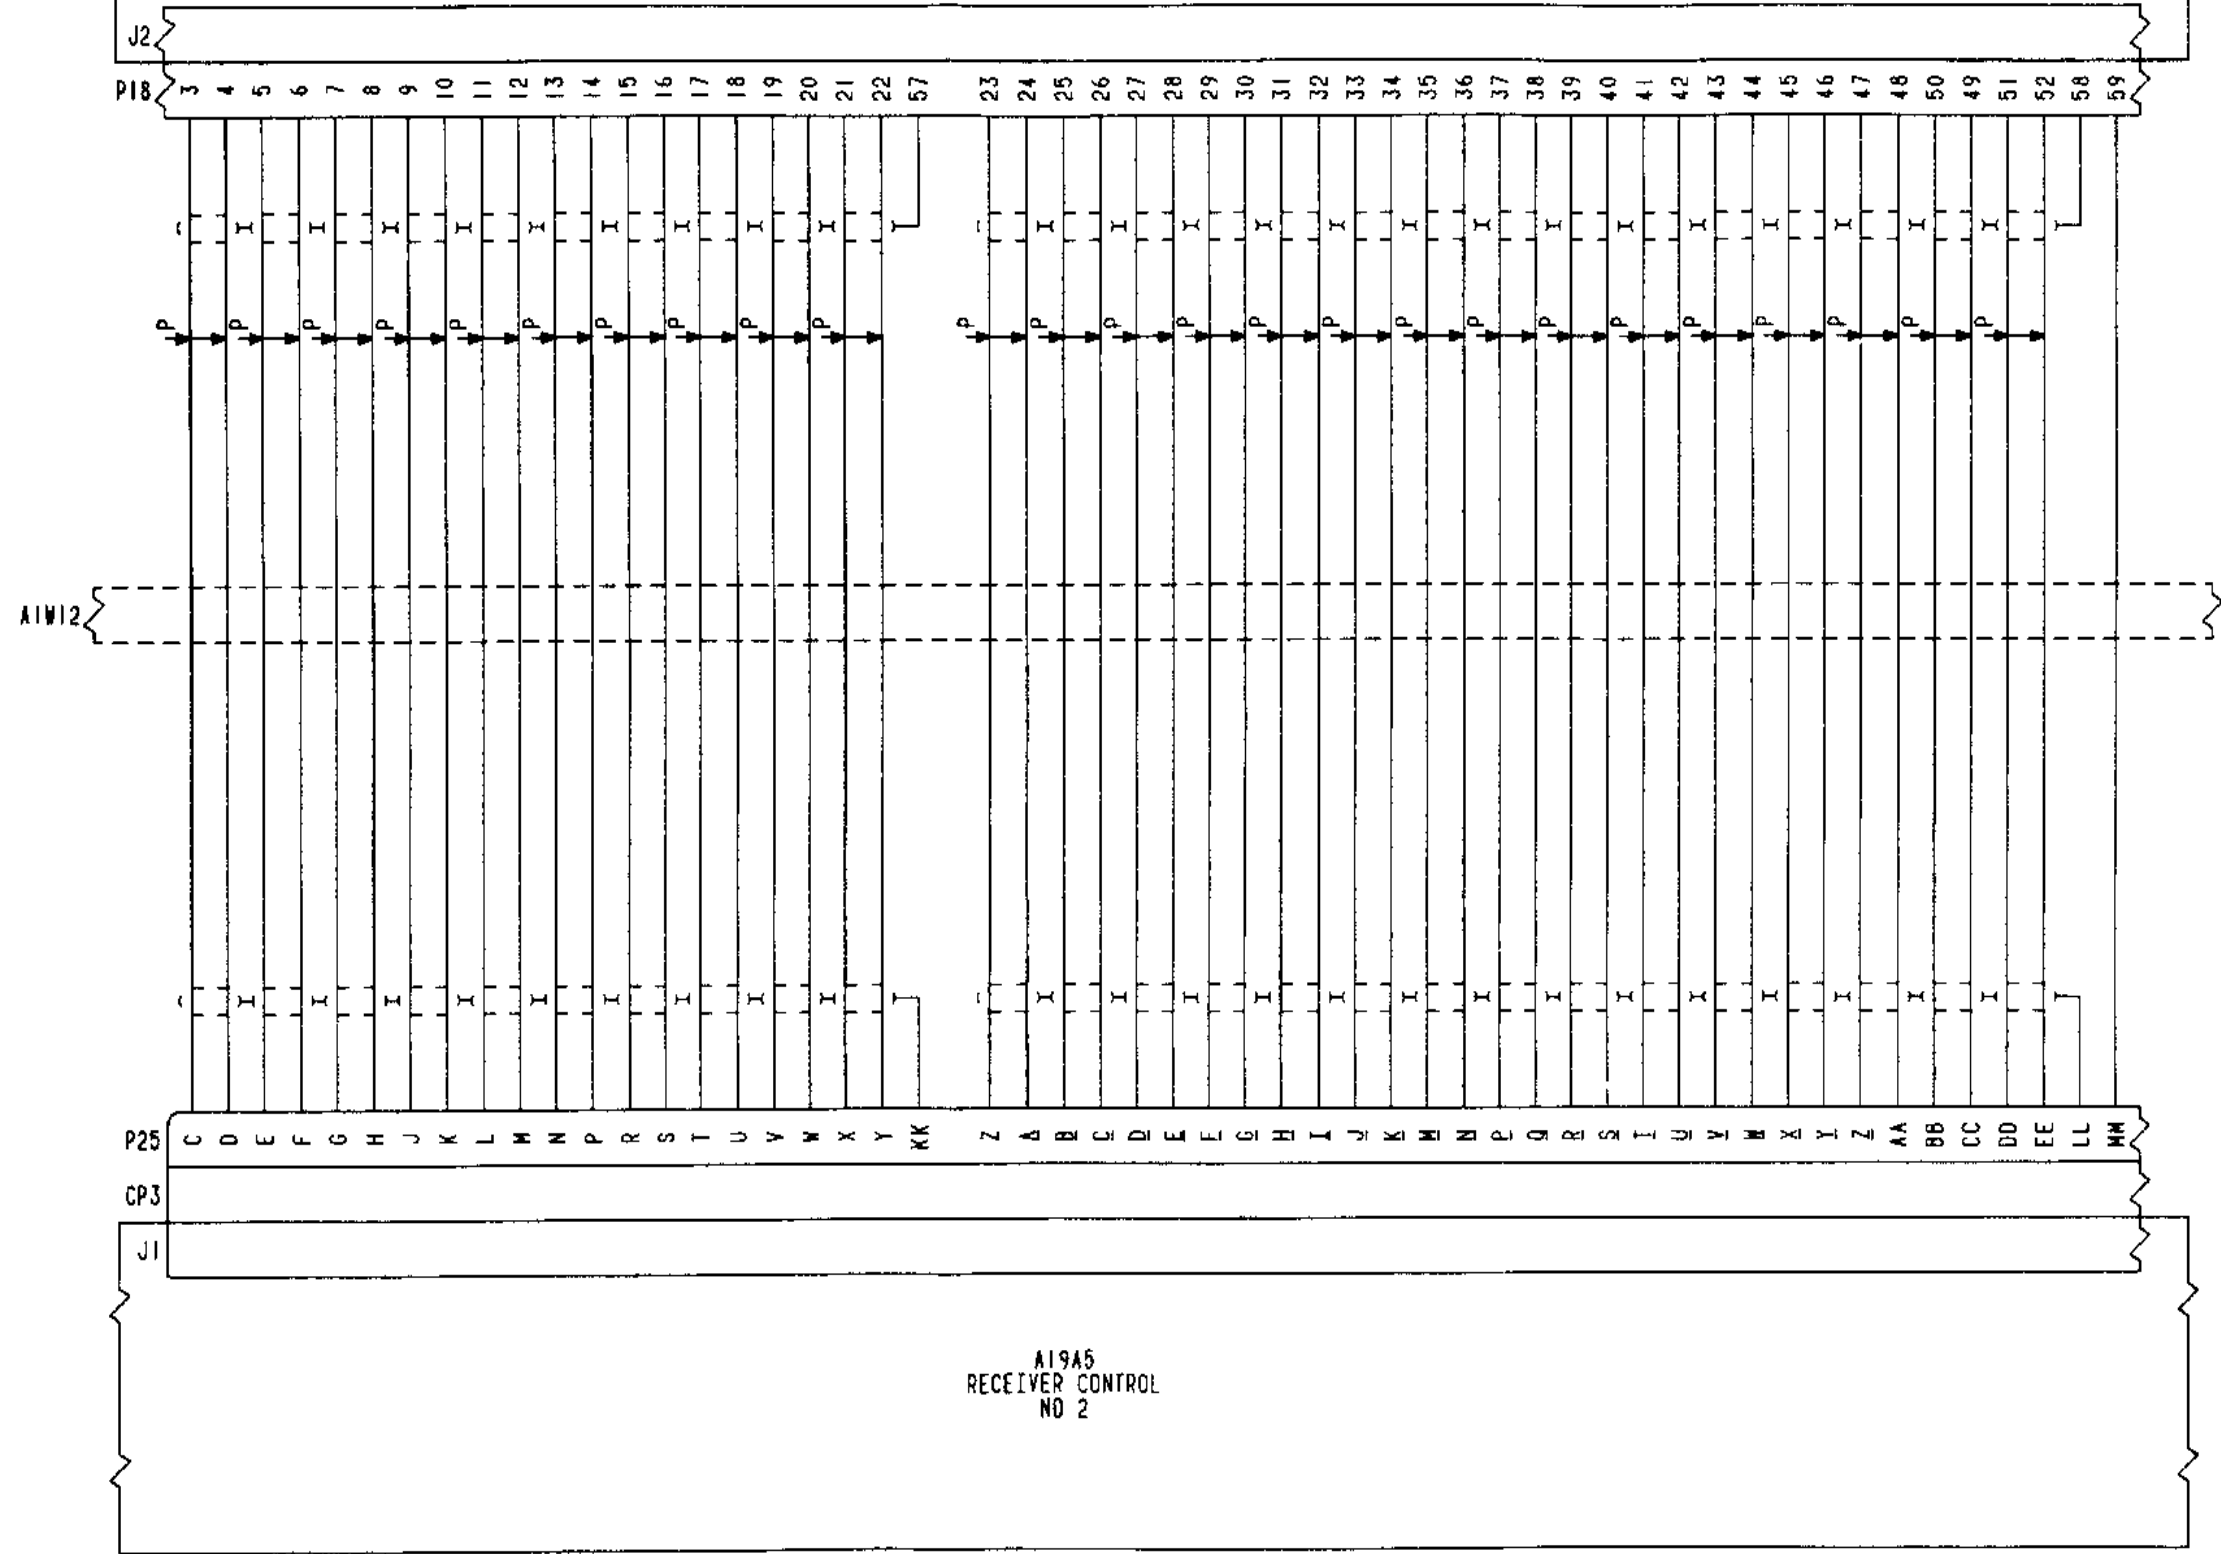 J2
P18 3 4 5 6 7 8 9 10 11 12 13 14 15 16 17 18 19 20 21 22 57 23 24 25 26 27 28 29 30 31 32 33 34 35 36 37 38 39 40 41 42 43 44 45 46 47 48 50 49 51 52 58 59
P P P P P P P P P P P P P P P P P P P P P P P P P
A1W12
P25 C D E F G H J K L M N P R S T U V W X Y KK Z A B C D E F G H I J K M N P Q R S T U V W X Y Z AA BB CC DD EE LL MM
CP3
J1
A19A5
RECEIVER CONTROL
NO 2